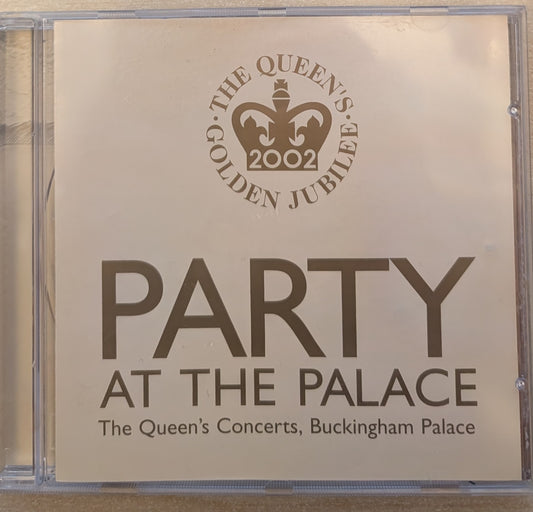 · THE QUEEN'S ·
GOLDEN JUBILEE
2002
PARTY
AT THE PALACE
The Queen's Concerts, Buckingham Palace